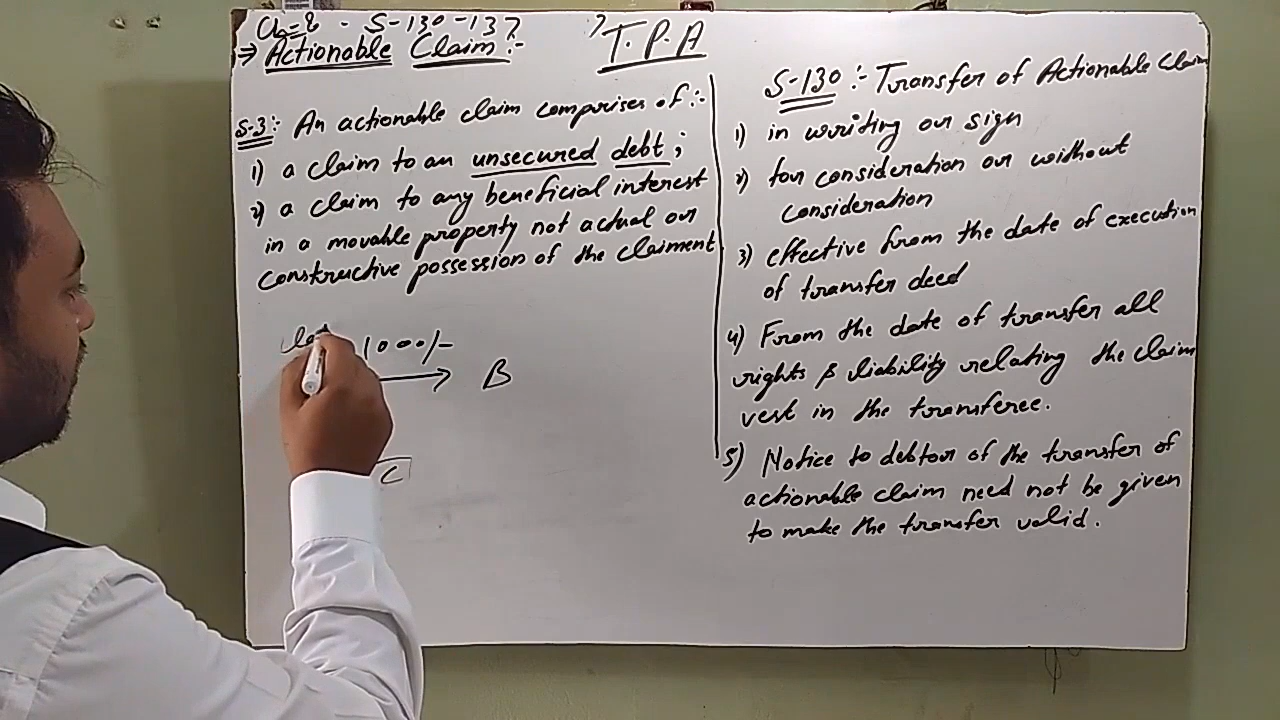 Ch=8 - S-130-137
⇒ Actionable Claim :-
T.P.A
S-3: An actionable claim comprises of :-
1) a claim to an unsecured debt ;
2) a claim to any beneficial interest
in a movable property not actual or
constructive possession of the claiment
1000/-
B
C
S-130 :- Transfer of Actionable Claim
1) in writing or sign
2) for consideration or without
consideration
3) effective from the date of execution
of transfer deed
4) From the date of transfer all
rights & liability relating the claim
vest in the transferee.
5) Notice to debtor of the transfer of
actionable claim need not be given
to make the transfer valid.